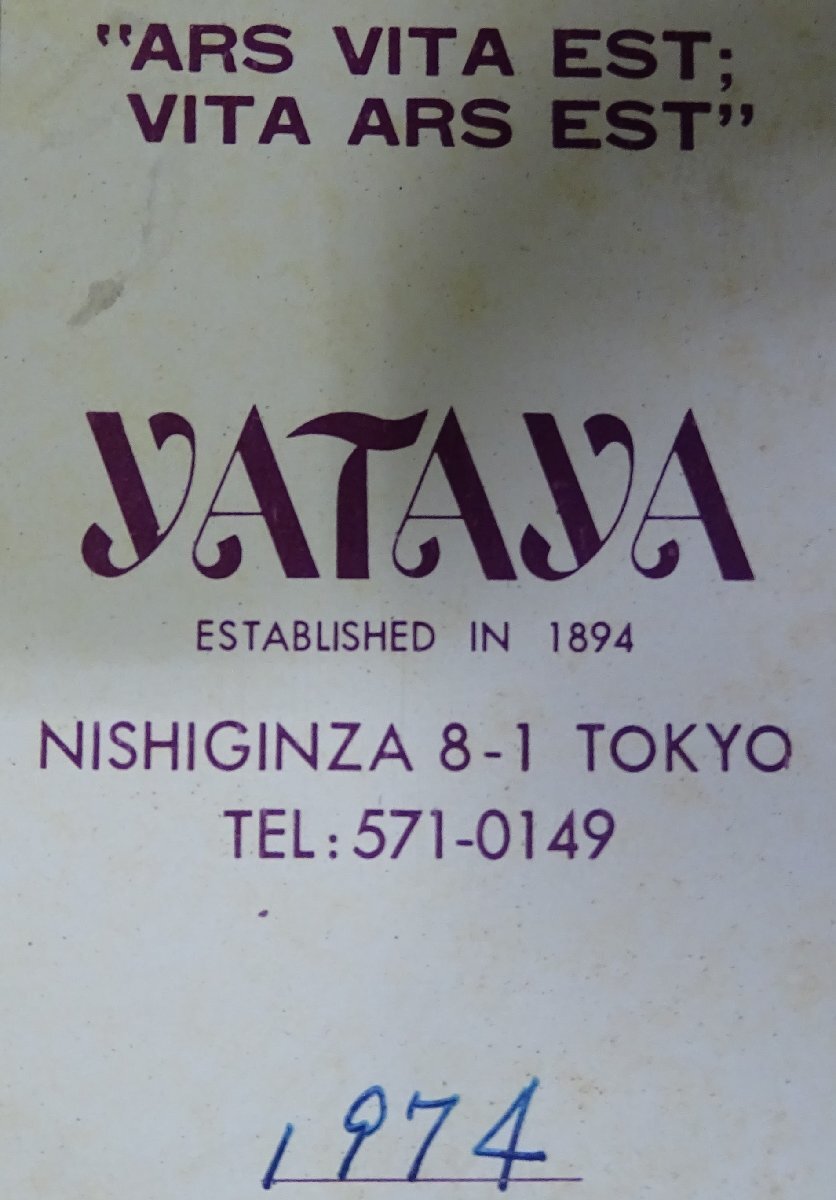 "ARS VITA EST;
VITA ARS EST"
YATAYA
ESTABLISHED IN 1894
NISHIGINZA 8-1 TOKYO
TEL: 571-0149
1974